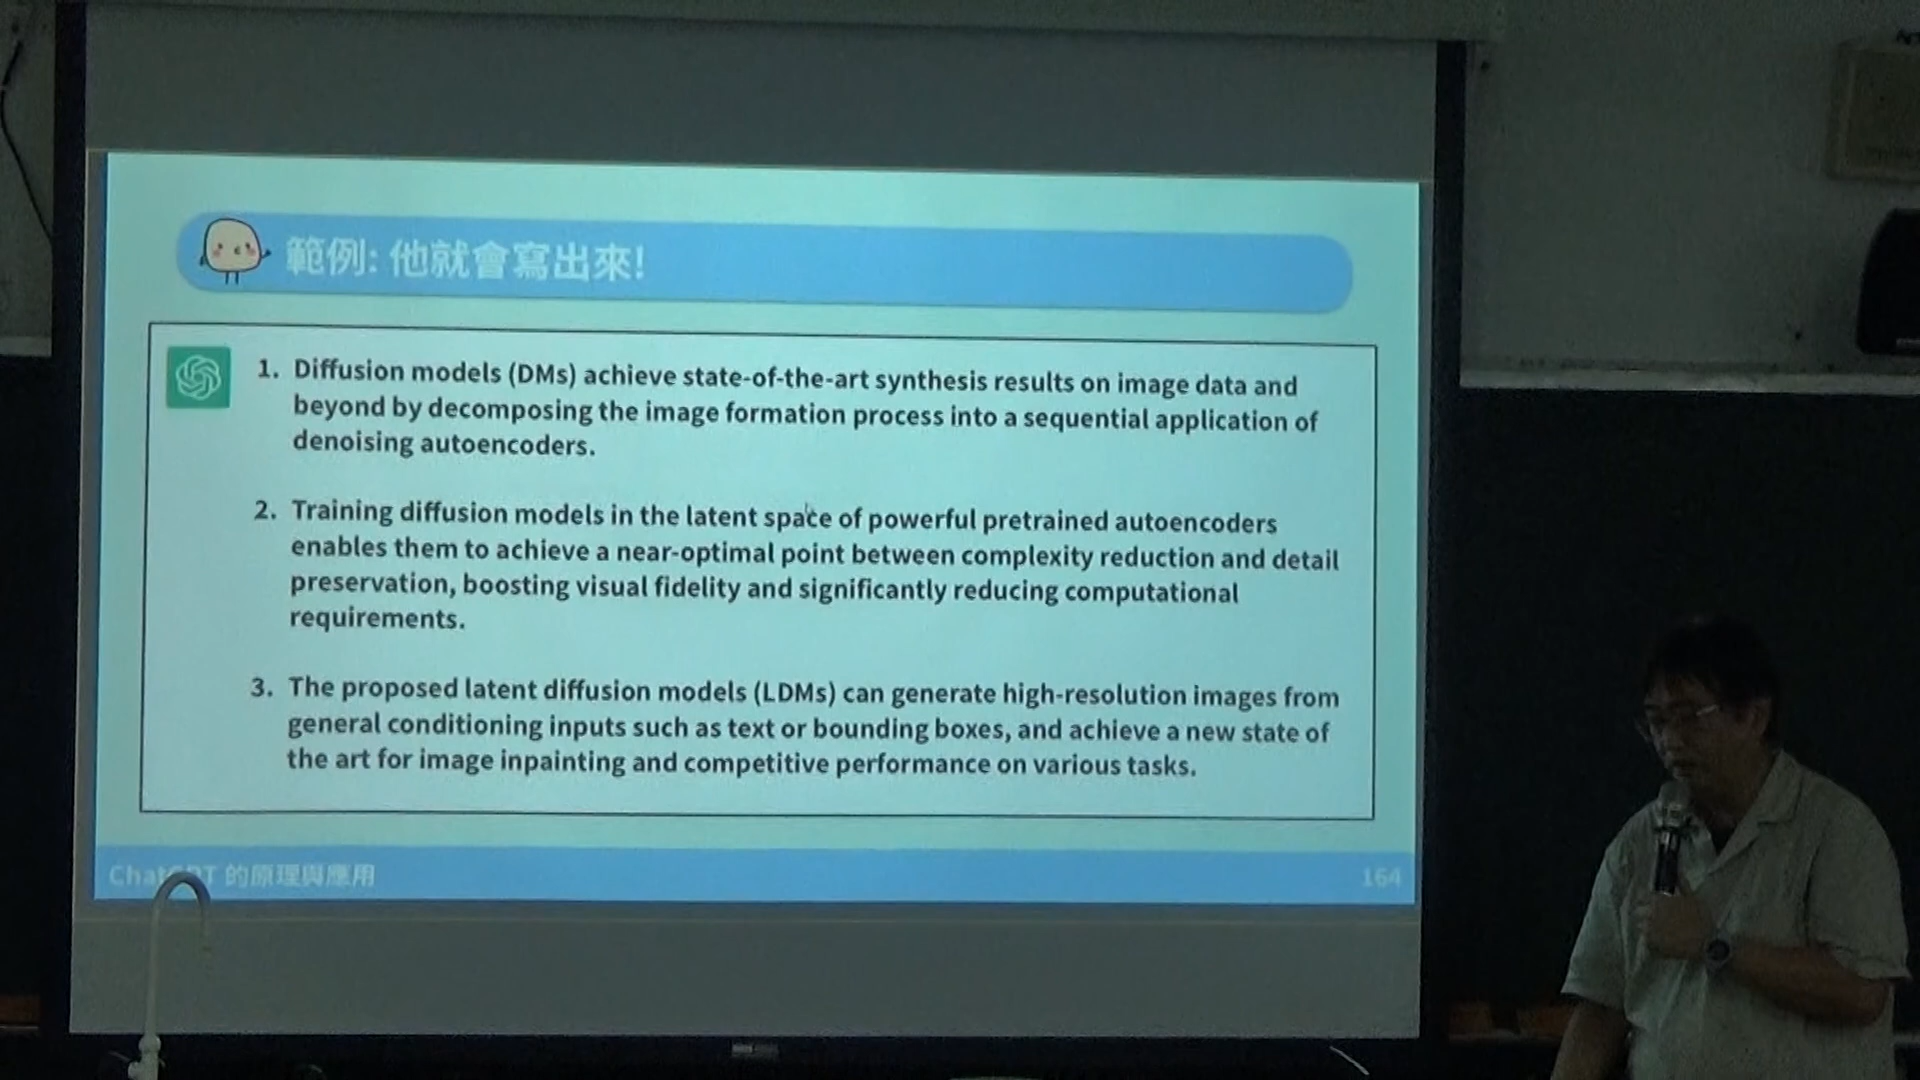 範例: 他就會寫出來!
1. Diffusion models (DMs) achieve state-of-the-art synthesis results on image data and
beyond by decomposing the image formation process into a sequential application of
denoising autoencoders.
2. Training diffusion models in the latent space of powerful pretrained autoencoders
enables them to achieve a near-optimal point between complexity reduction and detail
preservation, boosting visual fidelity and significantly reducing computational
requirements.
3. The proposed latent diffusion models (LDMs) can generate high-resolution images from
general conditioning inputs such as text or bounding boxes, and achieve a new state of
the art for image inpainting and competitive performance on various tasks.
ChatGPT 的原理與應用
164